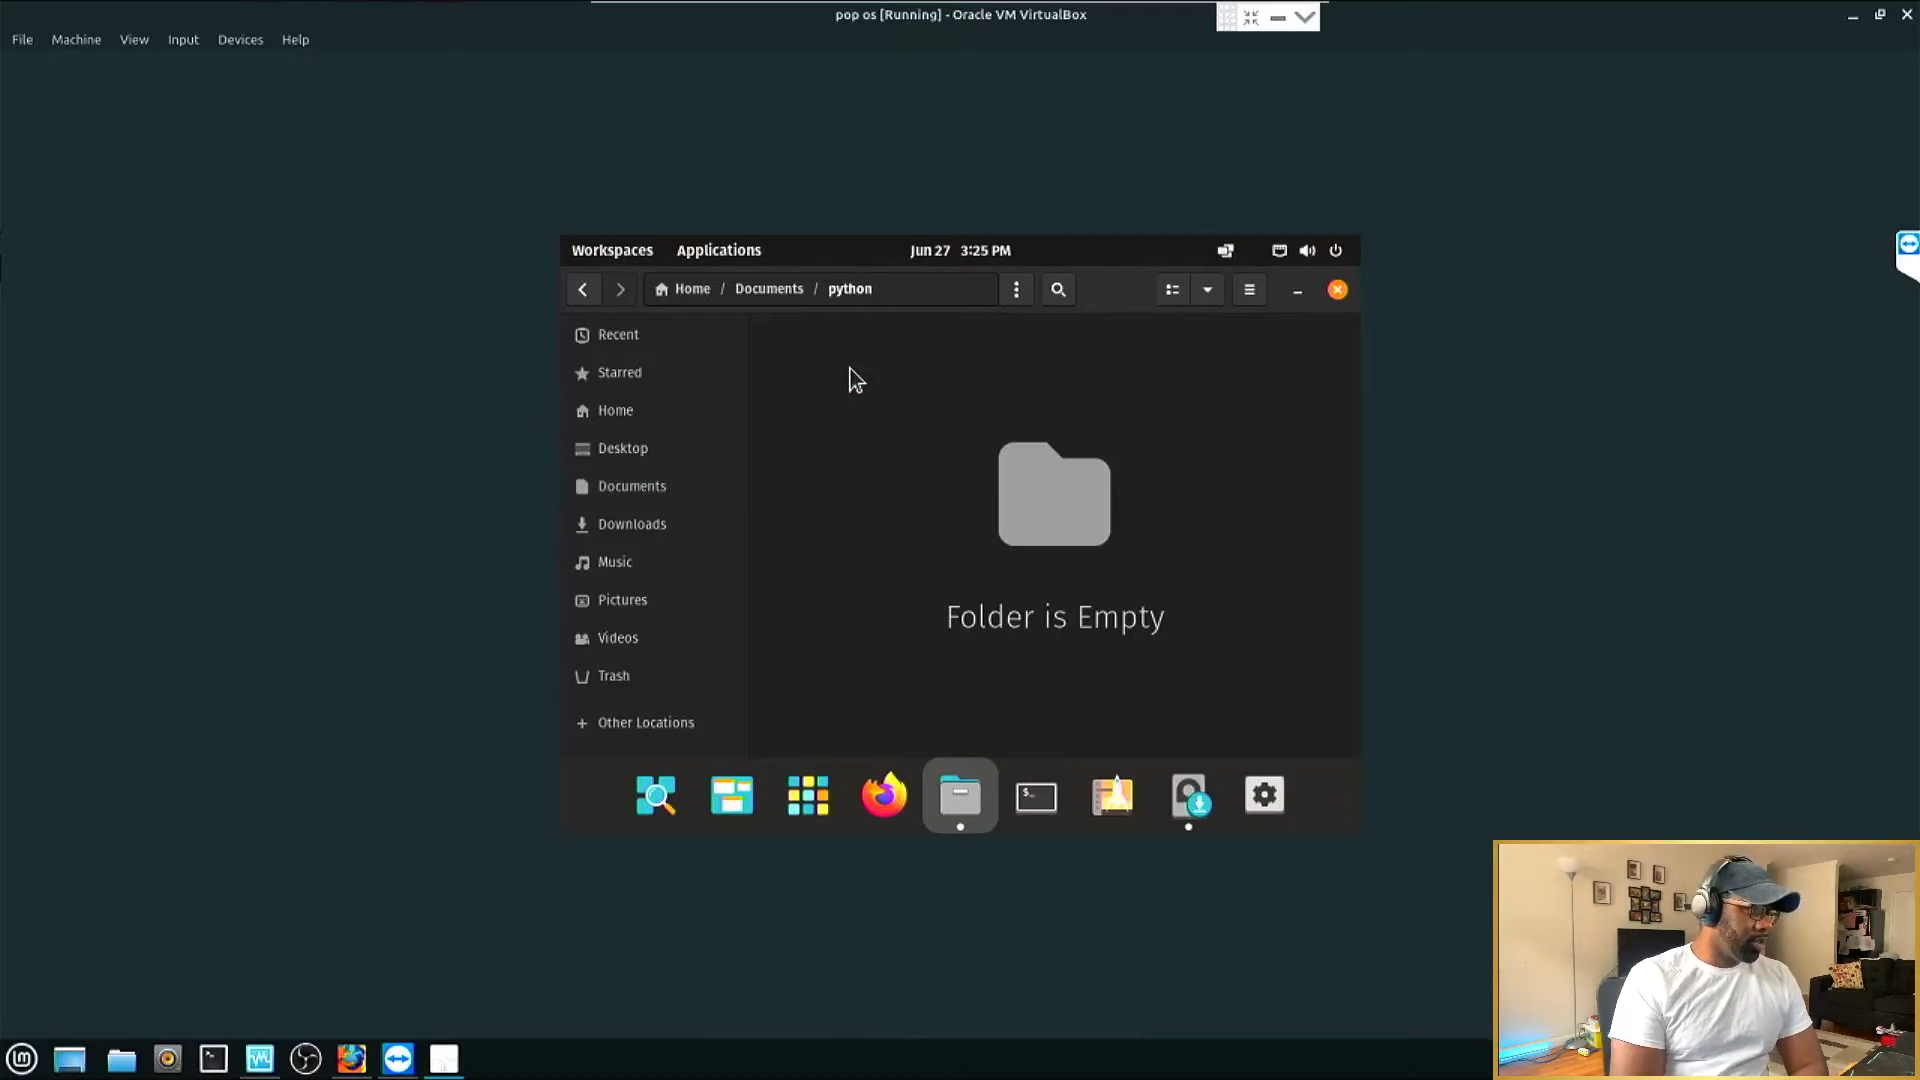 pop os [Running] - Oracle VM VirtualBox
File Machine View Input Devices Help
Workspaces Applications Jun 27 3:25 PM
Home / Documents / python
Recent
Starred
Home
Desktop
Documents
Downloads
Music
Pictures
Videos
Trash
+ Other Locations
Folder is Empty
$_